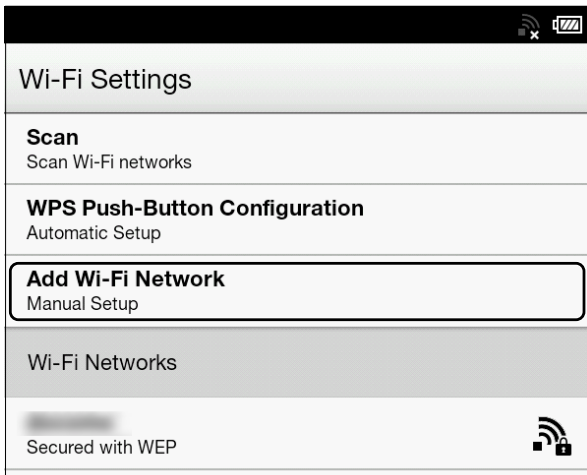 Wi-Fi Settings
Scan
Scan Wi-Fi networks
WPS Push-Button Configuration
Automatic Setup
Add Wi-Fi Network
Manual Setup
Wi-Fi Networks
Secured with WEP